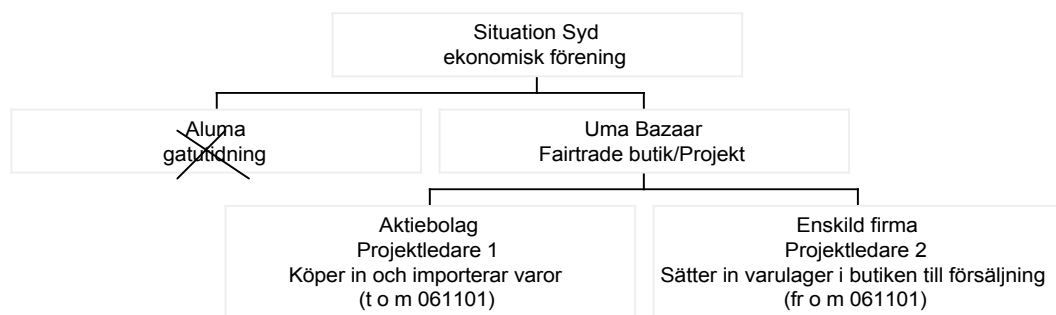 Situation Syd
ekonomisk förening
Aluma
gatutidning
Uma Bazaar
Fairtrade butik/Projekt
Aktiebolag
Projektledare 1
Köper in och importerar varor
(t o m 061101)
Enskild firma
Projektledare 2
Sätter in varulager i butiken till försäljning
(fr o m 061101)